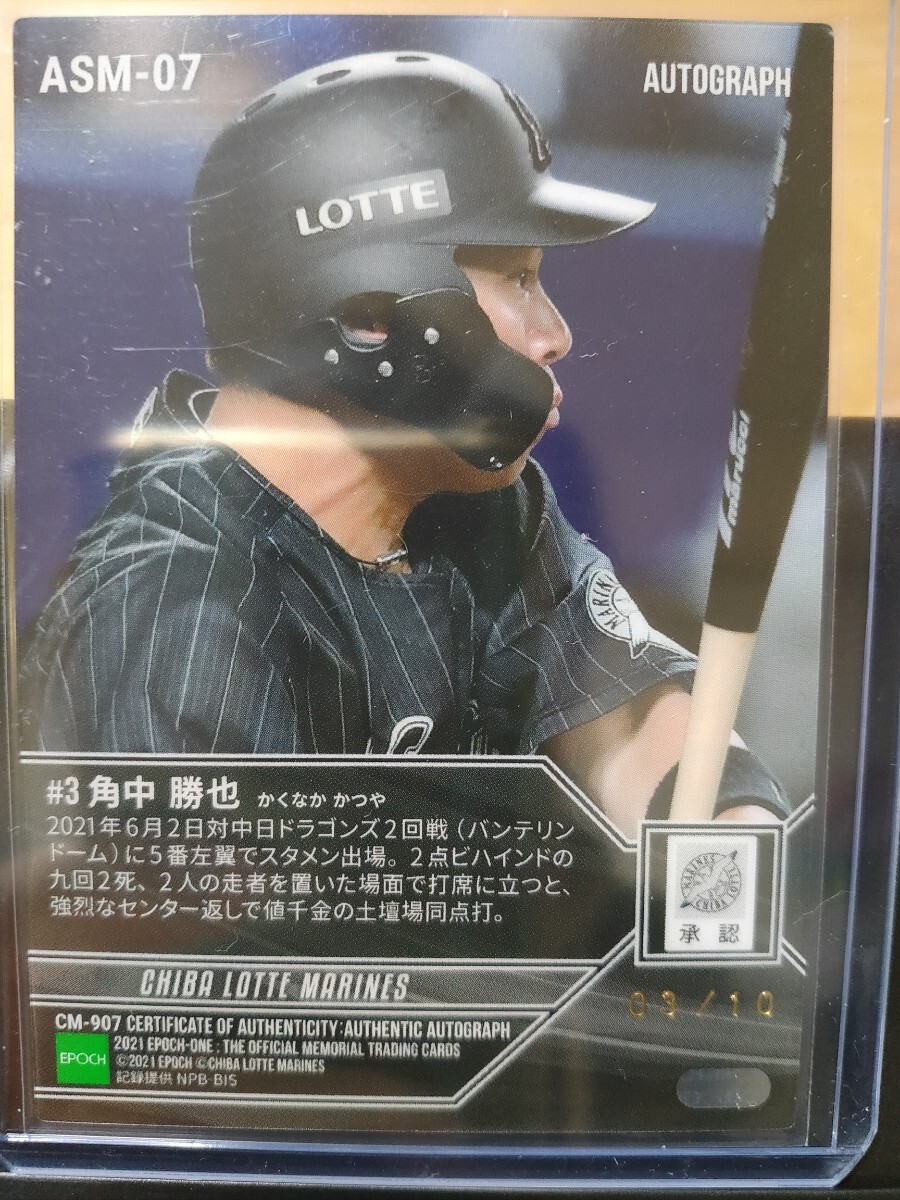 ASM-07
AUTOGRAPH
LOTTE
marucci
MARIN
#3 角中 勝也 かくなか かつや
2021年6月2日対中日ドラゴンズ2回戦（バンテリン
ドーム）に5番左翼でスタメン出場。2点ビハインドの
九回2死、2人の走者を置いた場面で打席に立つと、
強烈なセンター返しで値千金の土壇場同点打。
MARINES
CHIBA LOTTE
承認
CHIBA LOTTE MARINES
03/10
CM-907 CERTIFICATE OF AUTHENTICITY:AUTHENTIC AUTOGRAPH
EPOCH
2021 EPOCH-ONE : THE OFFICIAL MEMORIAL TRADING CARDS
©2021 EPOCH ©CHIBA LOTTE MARINES
記録提供 NPB-BIS